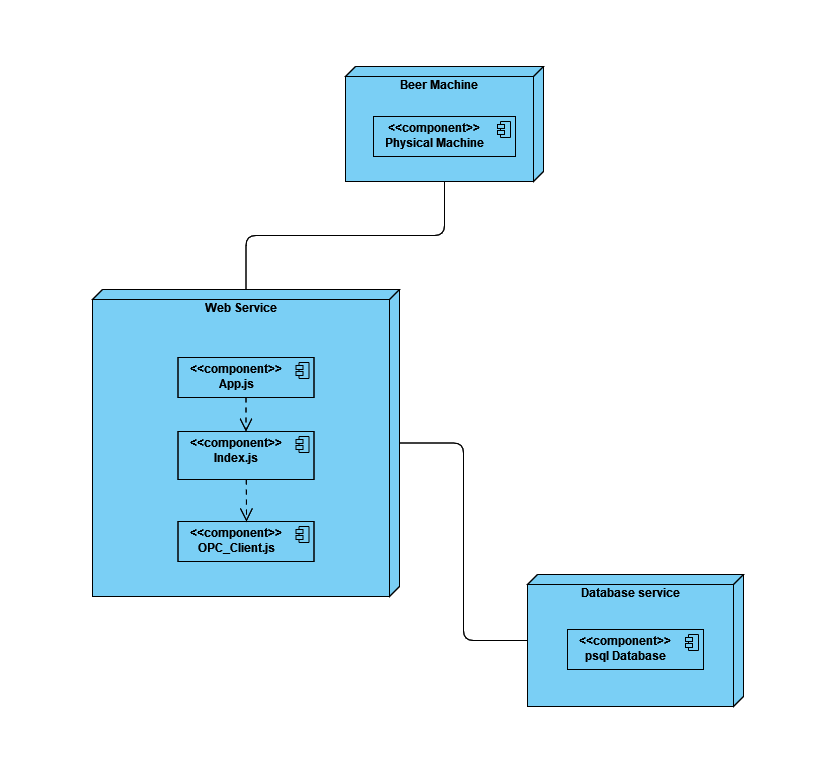 Beer Machine
<<component>>
Physical Machine
Web Service
<<component>>
App.js
<<component>>
Index.js
<<component>>
OPC_Client.js
Database service
<<component>>
psql Database